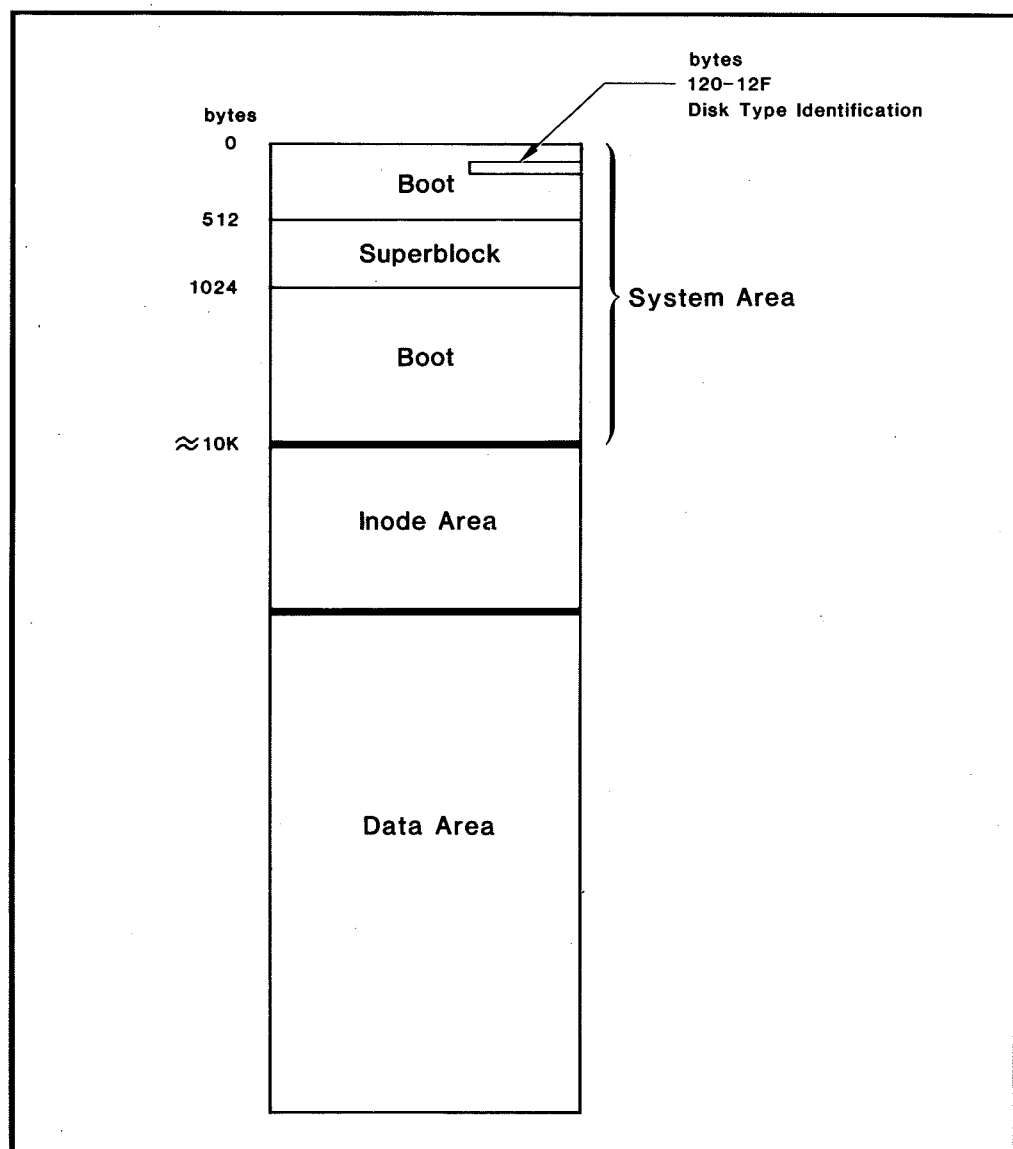 bytes
120-12F
Disk Type Identification
bytes
0
Boot
512
Superblock
1024
System Area
Boot
≈10K
Inode Area
Data Area